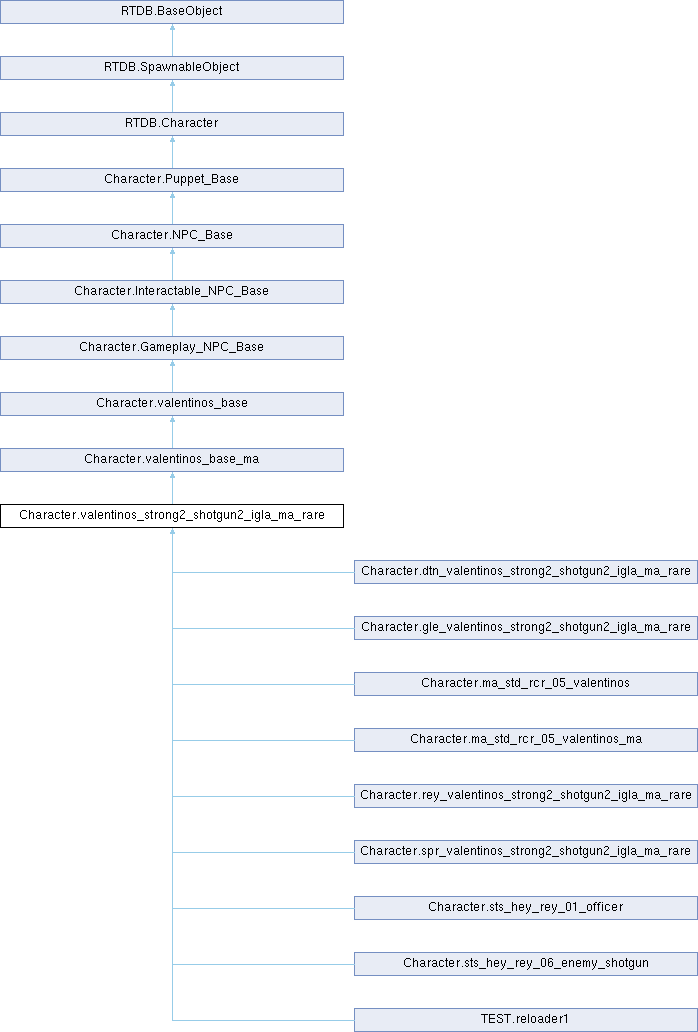 RTDB.BaseObject
RTDB.SpawnableObject
RTDB.Character
Character.Puppet_Base
Character.NPC_Base
Character.Interactable_NPC_Base
Character.Gameplay_NPC_Base
Character.valentinos_base
Character.valentinos_base_ma
Character.valentinos_strong2_shotgun2_igla_ma_rare
Character.dtn_valentinos_strong2_shotgun2_igla_ma_rare
Character.gle_valentinos_strong2_shotgun2_igla_ma_rare
Character.ma_std_rcr_05_valentinos
Character.ma_std_rcr_05_valentinos_ma
Character.rey_valentinos_strong2_shotgun2_igla_ma_rare
Character.spr_valentinos_strong2_shotgun2_igla_ma_rare
Character.sts_hey_rey_01_officer
Character.sts_hey_rey_06_enemy_shotgun
TEST.reloader1